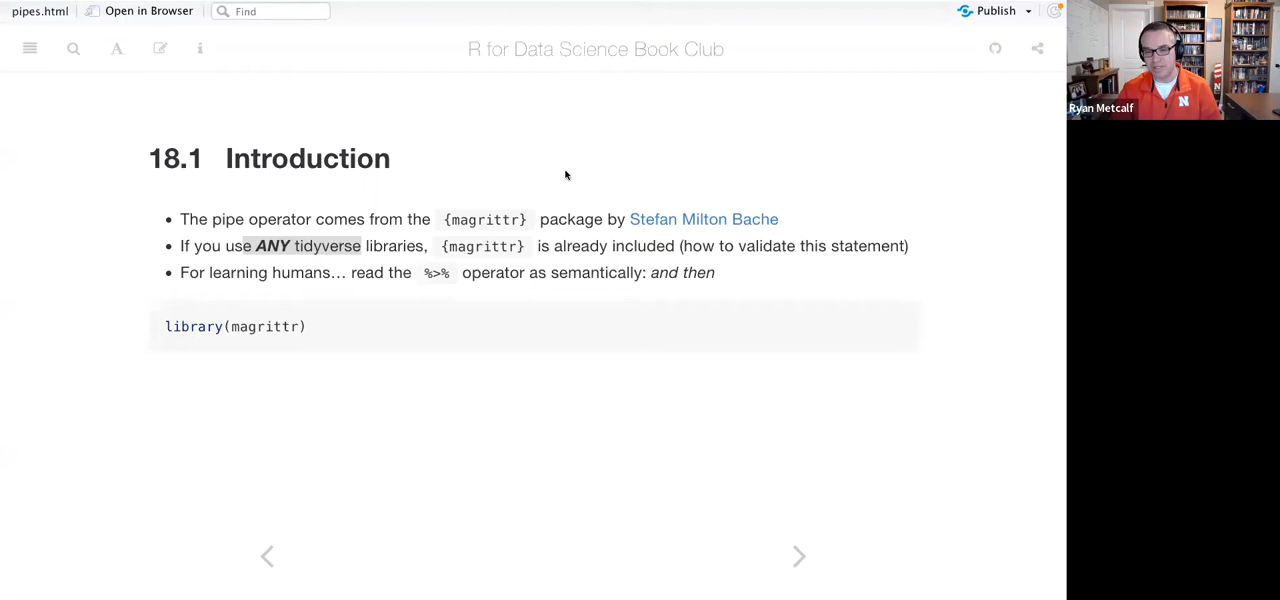 pipes.html Open in Browser Find Publish
R for Data Science Book Club
Ryan Metcalf
N
18.1 Introduction
The pipe operator comes from the {magrittr} package by Stefan Milton Bache
If you use ANY tidyverse libraries, {magrittr} is already included (how to validate this statement)
For learning humans… read the %>% operator as semantically: and then
library(magrittr)